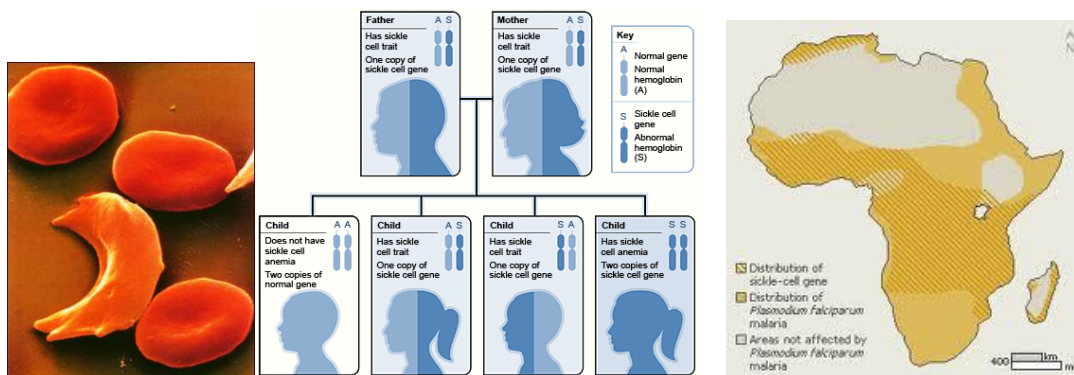 Father A S
Has sickle
cell trait
One copy of
sickle cell gene
Mother A S
Has sickle
cell trait
One copy of
sickle cell gene
Key
A
Normal gene
Normal
hemoglobin
(A)
S
Sickle cell
gene
Abnormal
hemoglobin
(S)
Child A A
Does not have
sickle cell
anemia
Two copies of
normal gene
Child A S
Has sickle
cell trait
One copy of
sickle cell gene
Child S A
Has sickle
cell trait
One copy of
sickle cell gene
Child S S
Has sickle
cell anemia
Two copies of
sickle cell gene
Distribution of
sickle-cell gene
Distribution of
Plasmodium falciparum
malaria
Areas not affected by
Plasmodium falciparum
malaria
400 km